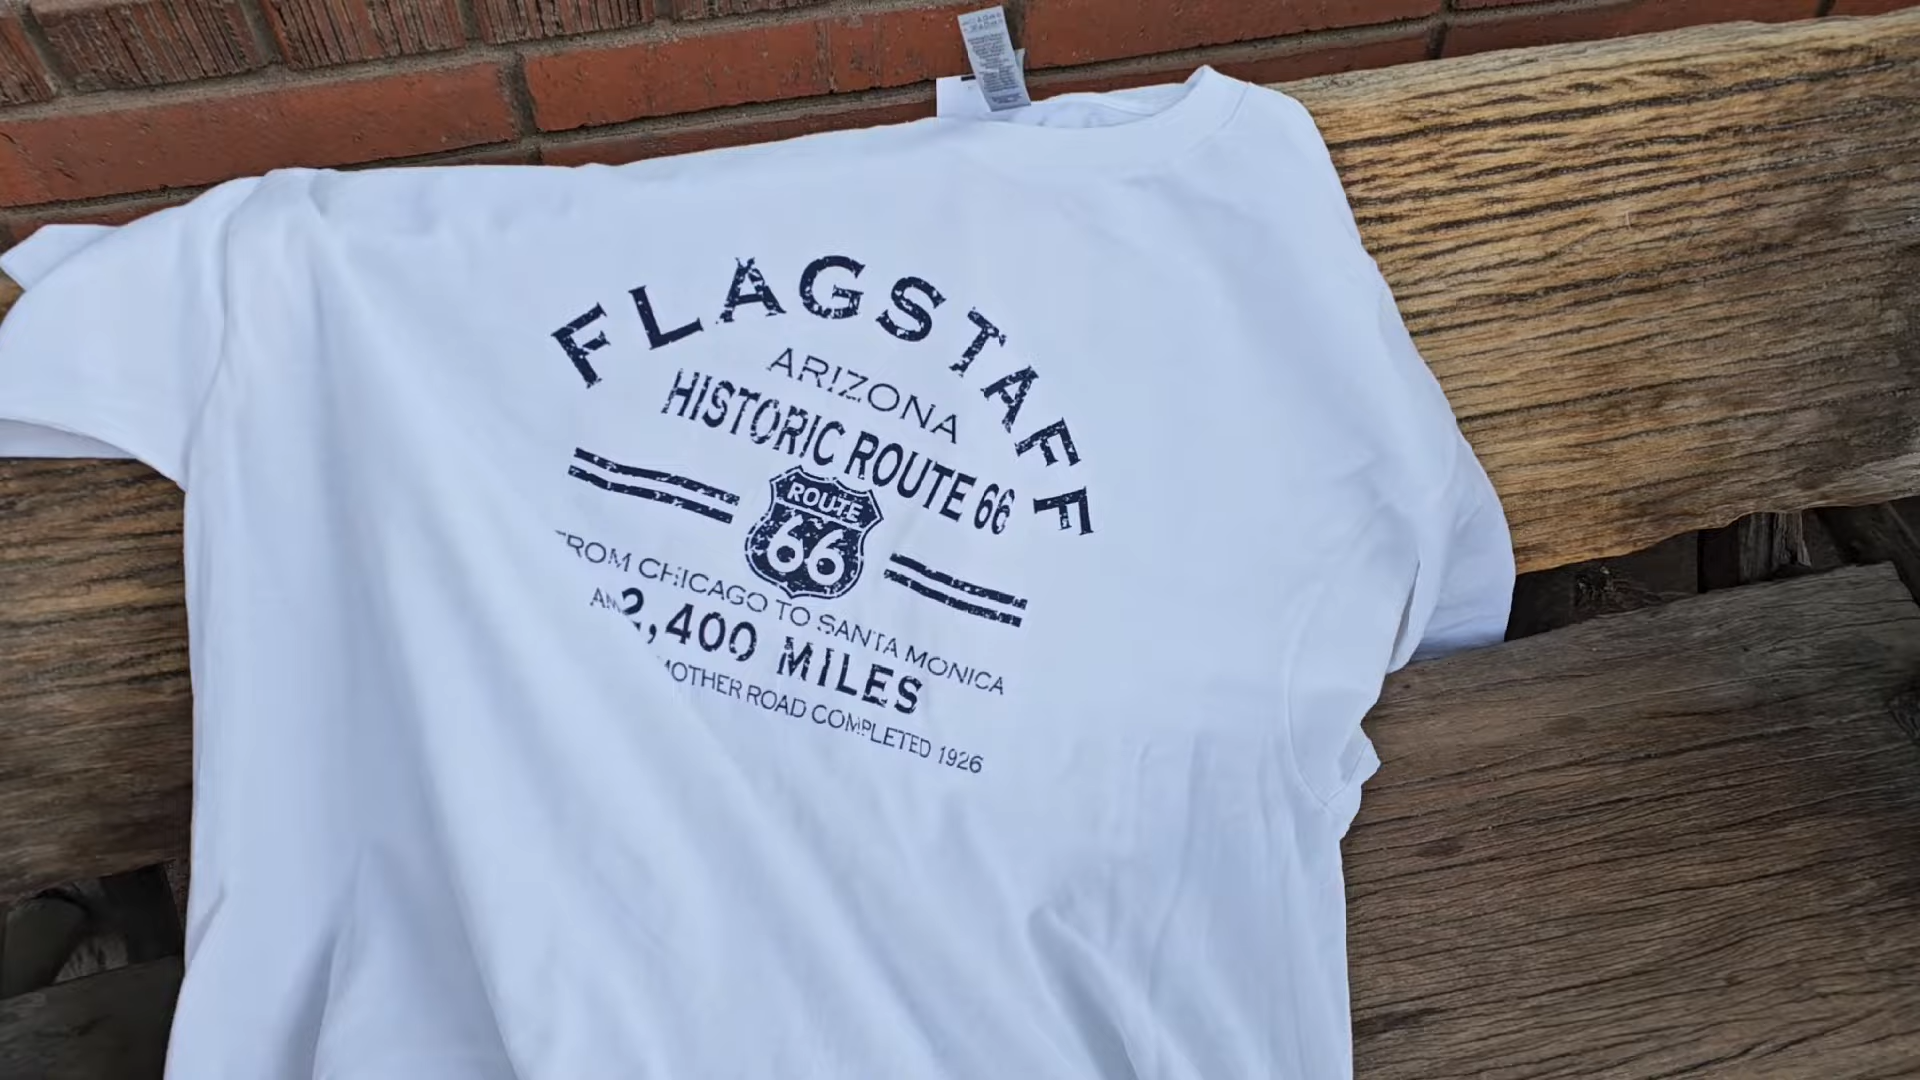 FLAGSTAFF
ARIZONA
HISTORIC ROUTE 66
ROUTE
66
FROM CHICAGO TO SANTA MONICA
2,400 MILES
MOTHER ROAD COMPLETED 1926